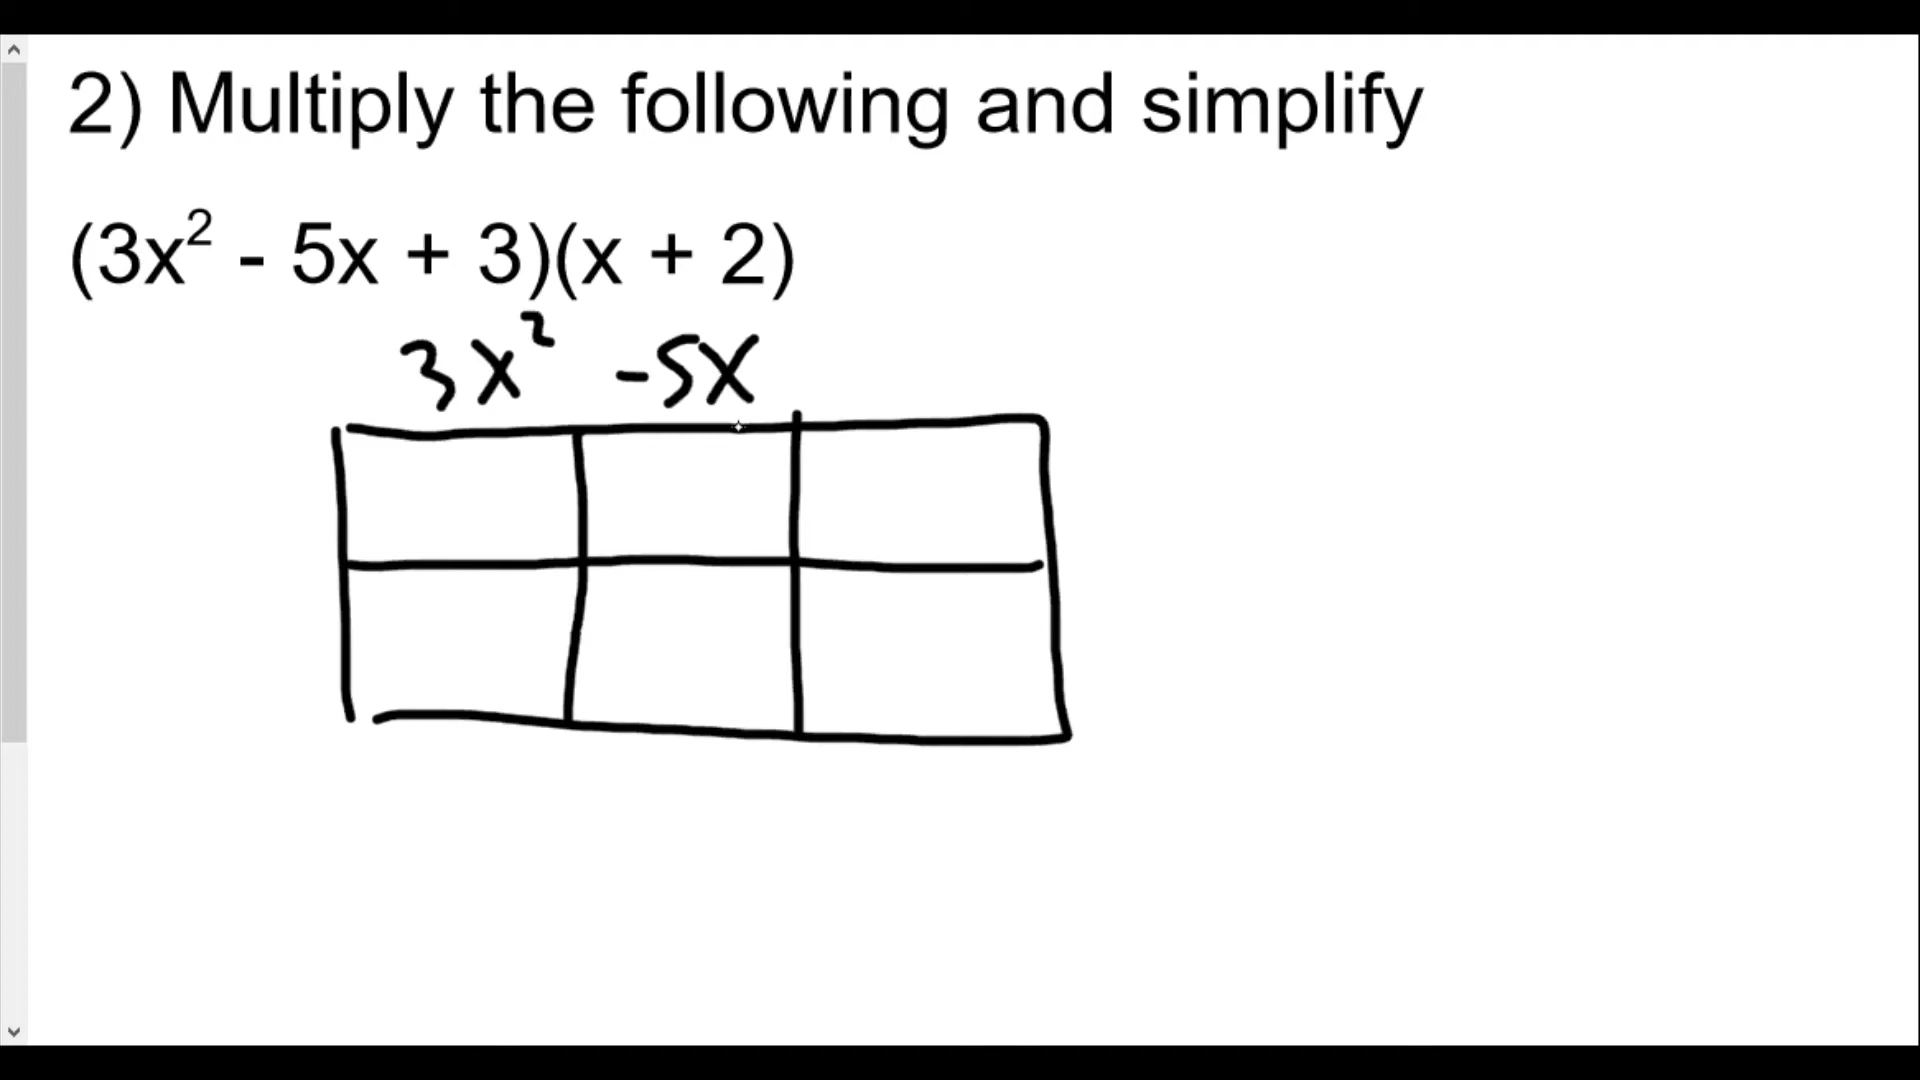 2) Multiply the following and simplify
(3x² - 5x + 3)(x + 2)
3x² -5x